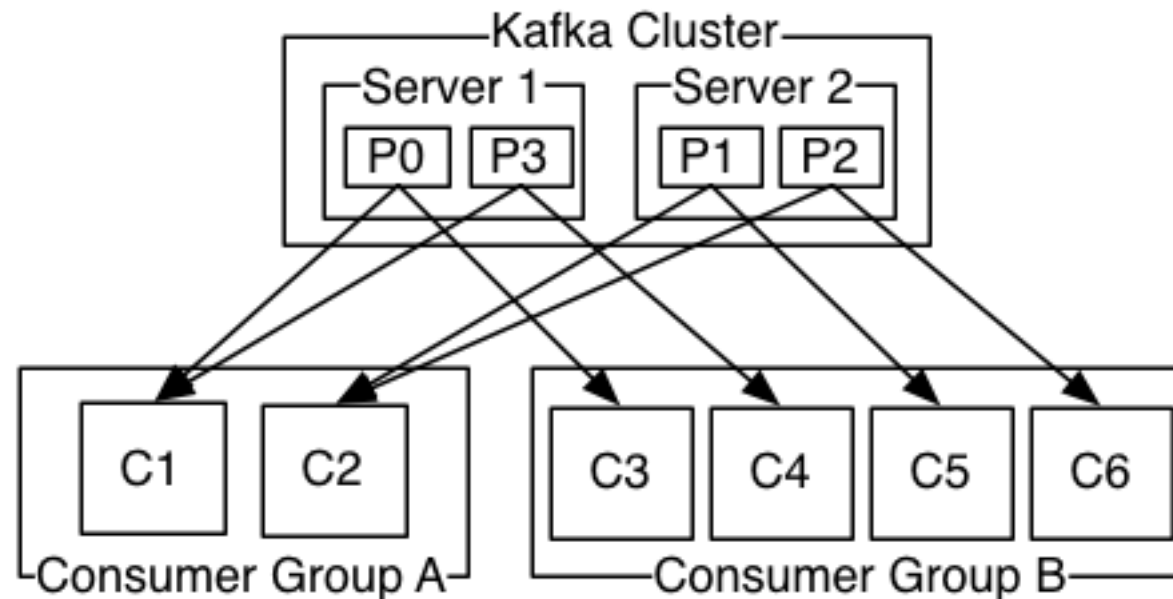 Kafka Cluster
Server 1
Server 2
P0
P3
P1
P2
C1
C2
C3
C4
C5
C6
Consumer Group A
Consumer Group B